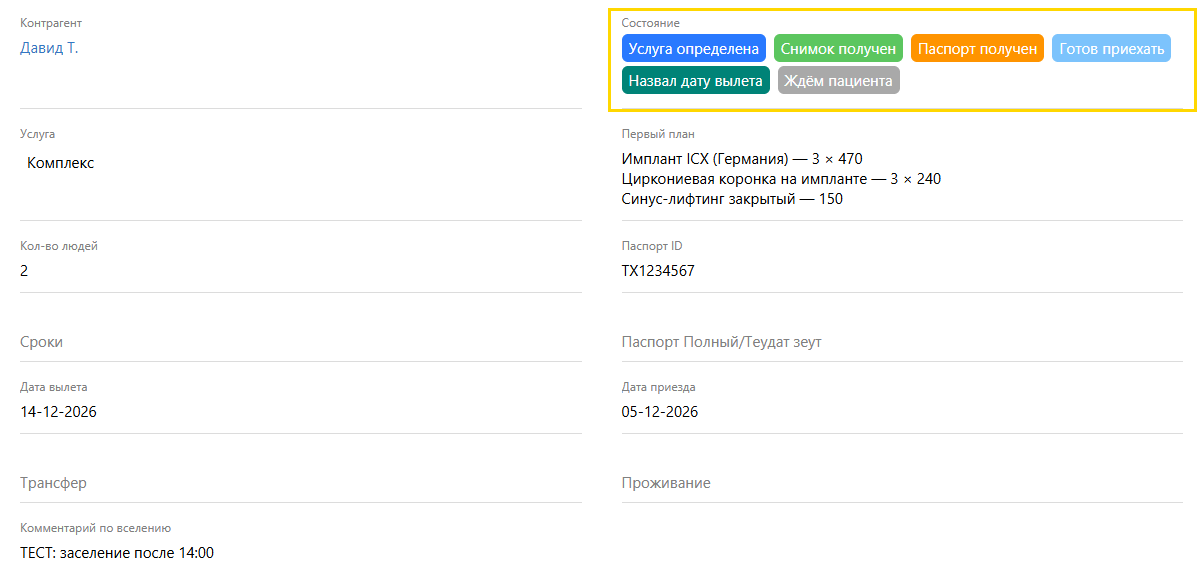 Контрагент
Давид Т.
Состояние
Услуга определена Снимок получен Паспорт получен Готов приехать
Назвал дату вылета Ждём пациента
Услуга
Комплекс
Первый план
Имплант ICX (Германия) — 3 × 470
Циркониевая коронка на импланте — 3 × 240
Синус-лифтинг закрытый — 150
Кол-во людей
2
Паспорт ID
TX1234567
Сроки
Паспорт Полный/Теудат зеут
Дата вылета
14-12-2026
Дата приезда
05-12-2026
Трансфер
Проживание
Комментарий по вселению
ТЕСТ: заселение после 14:00